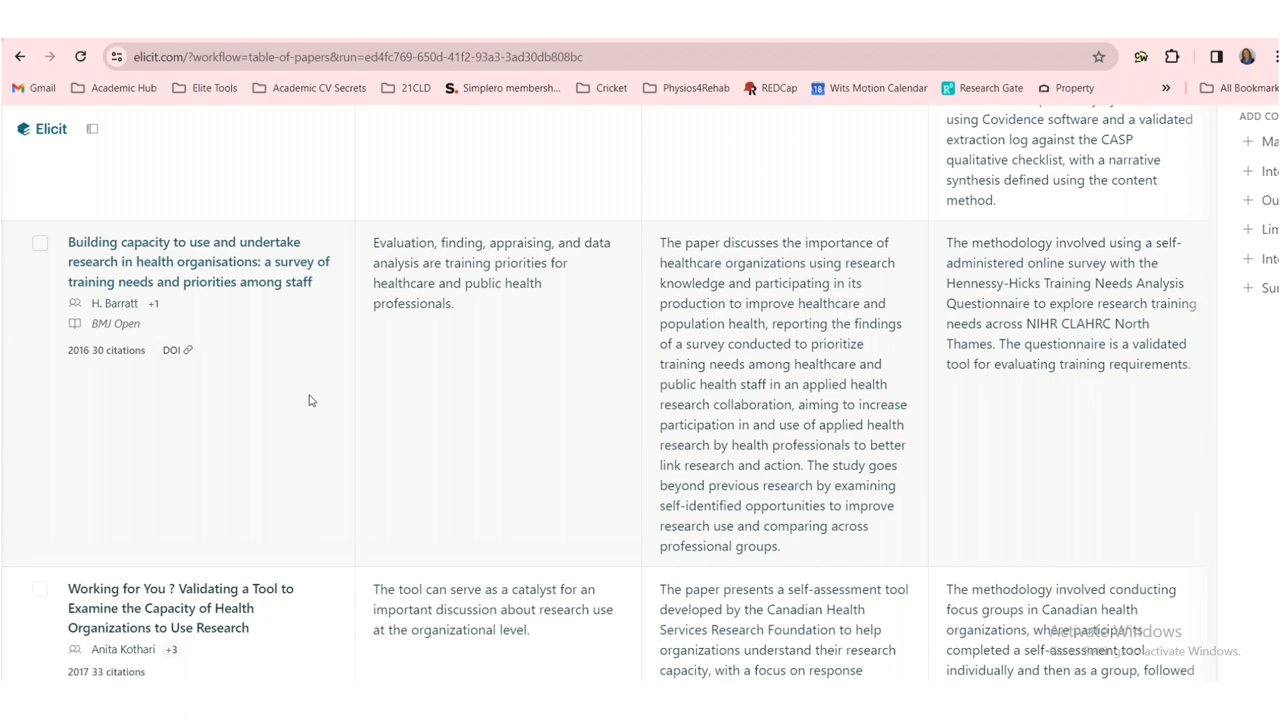 elicit.com/?workflow=table-of-papers&run=ed4fc769-650d-41f2-93a3-3ad30db808bc
Gmail
Academic Hub
Elite Tools
Academic CV Secrets
21CLD
Simplero membersh...
Cricket
Physios4Rehab
REDCap
Wits Motion Calendar
Research Gate
Property
»
All Bookmark
Elicit
using Covidence software and a validated
extraction log against the CASP
qualitative checklist, with a narrative
synthesis defined using the content
method.
ADD CO
+ Ma
+ Int
+ Ou
+ Lim
+ Int
+ Sur
Building capacity to use and undertake
research in health organisations: a survey of
training needs and priorities among staff
H. Barratt +1
BMJ Open
2016 30 citations DOI
Evaluation, finding, appraising, and data
analysis are training priorities for
healthcare and public health
professionals.
The paper discusses the importance of
healthcare organizations using research
knowledge and participating in its
production to improve healthcare and
population health, reporting the findings
of a survey conducted to prioritize
training needs among healthcare and
public health staff in an applied health
research collaboration, aiming to increase
participation in and use of applied health
research by health professionals to better
link research and action. The study goes
beyond previous research by examining
self-identified opportunities to improve
research use and comparing across
professional groups.
The methodology involved using a self-
administered online survey with the
Hennessy-Hicks Training Needs Analysis
Questionnaire to explore research training
needs across NIHR CLAHRC North
Thames. The questionnaire is a validated
tool for evaluating training requirements.
Working for You ? Validating a Tool to
Examine the Capacity of Health
Organizations to Use Research
Anita Kothari +3
2017 33 citations
The tool can serve as a catalyst for an
important discussion about research use
at the organizational level.
The paper presents a self-assessment tool
developed by the Canadian Health
Services Research Foundation to help
organizations understand their research
capacity, with a focus on response
The methodology involved conducting
focus groups in Canadian health
organizations, where participants
completed a self-assessment tool
individually and then as a group, followed
Activate Windows
Go to Settings to activate Windows.